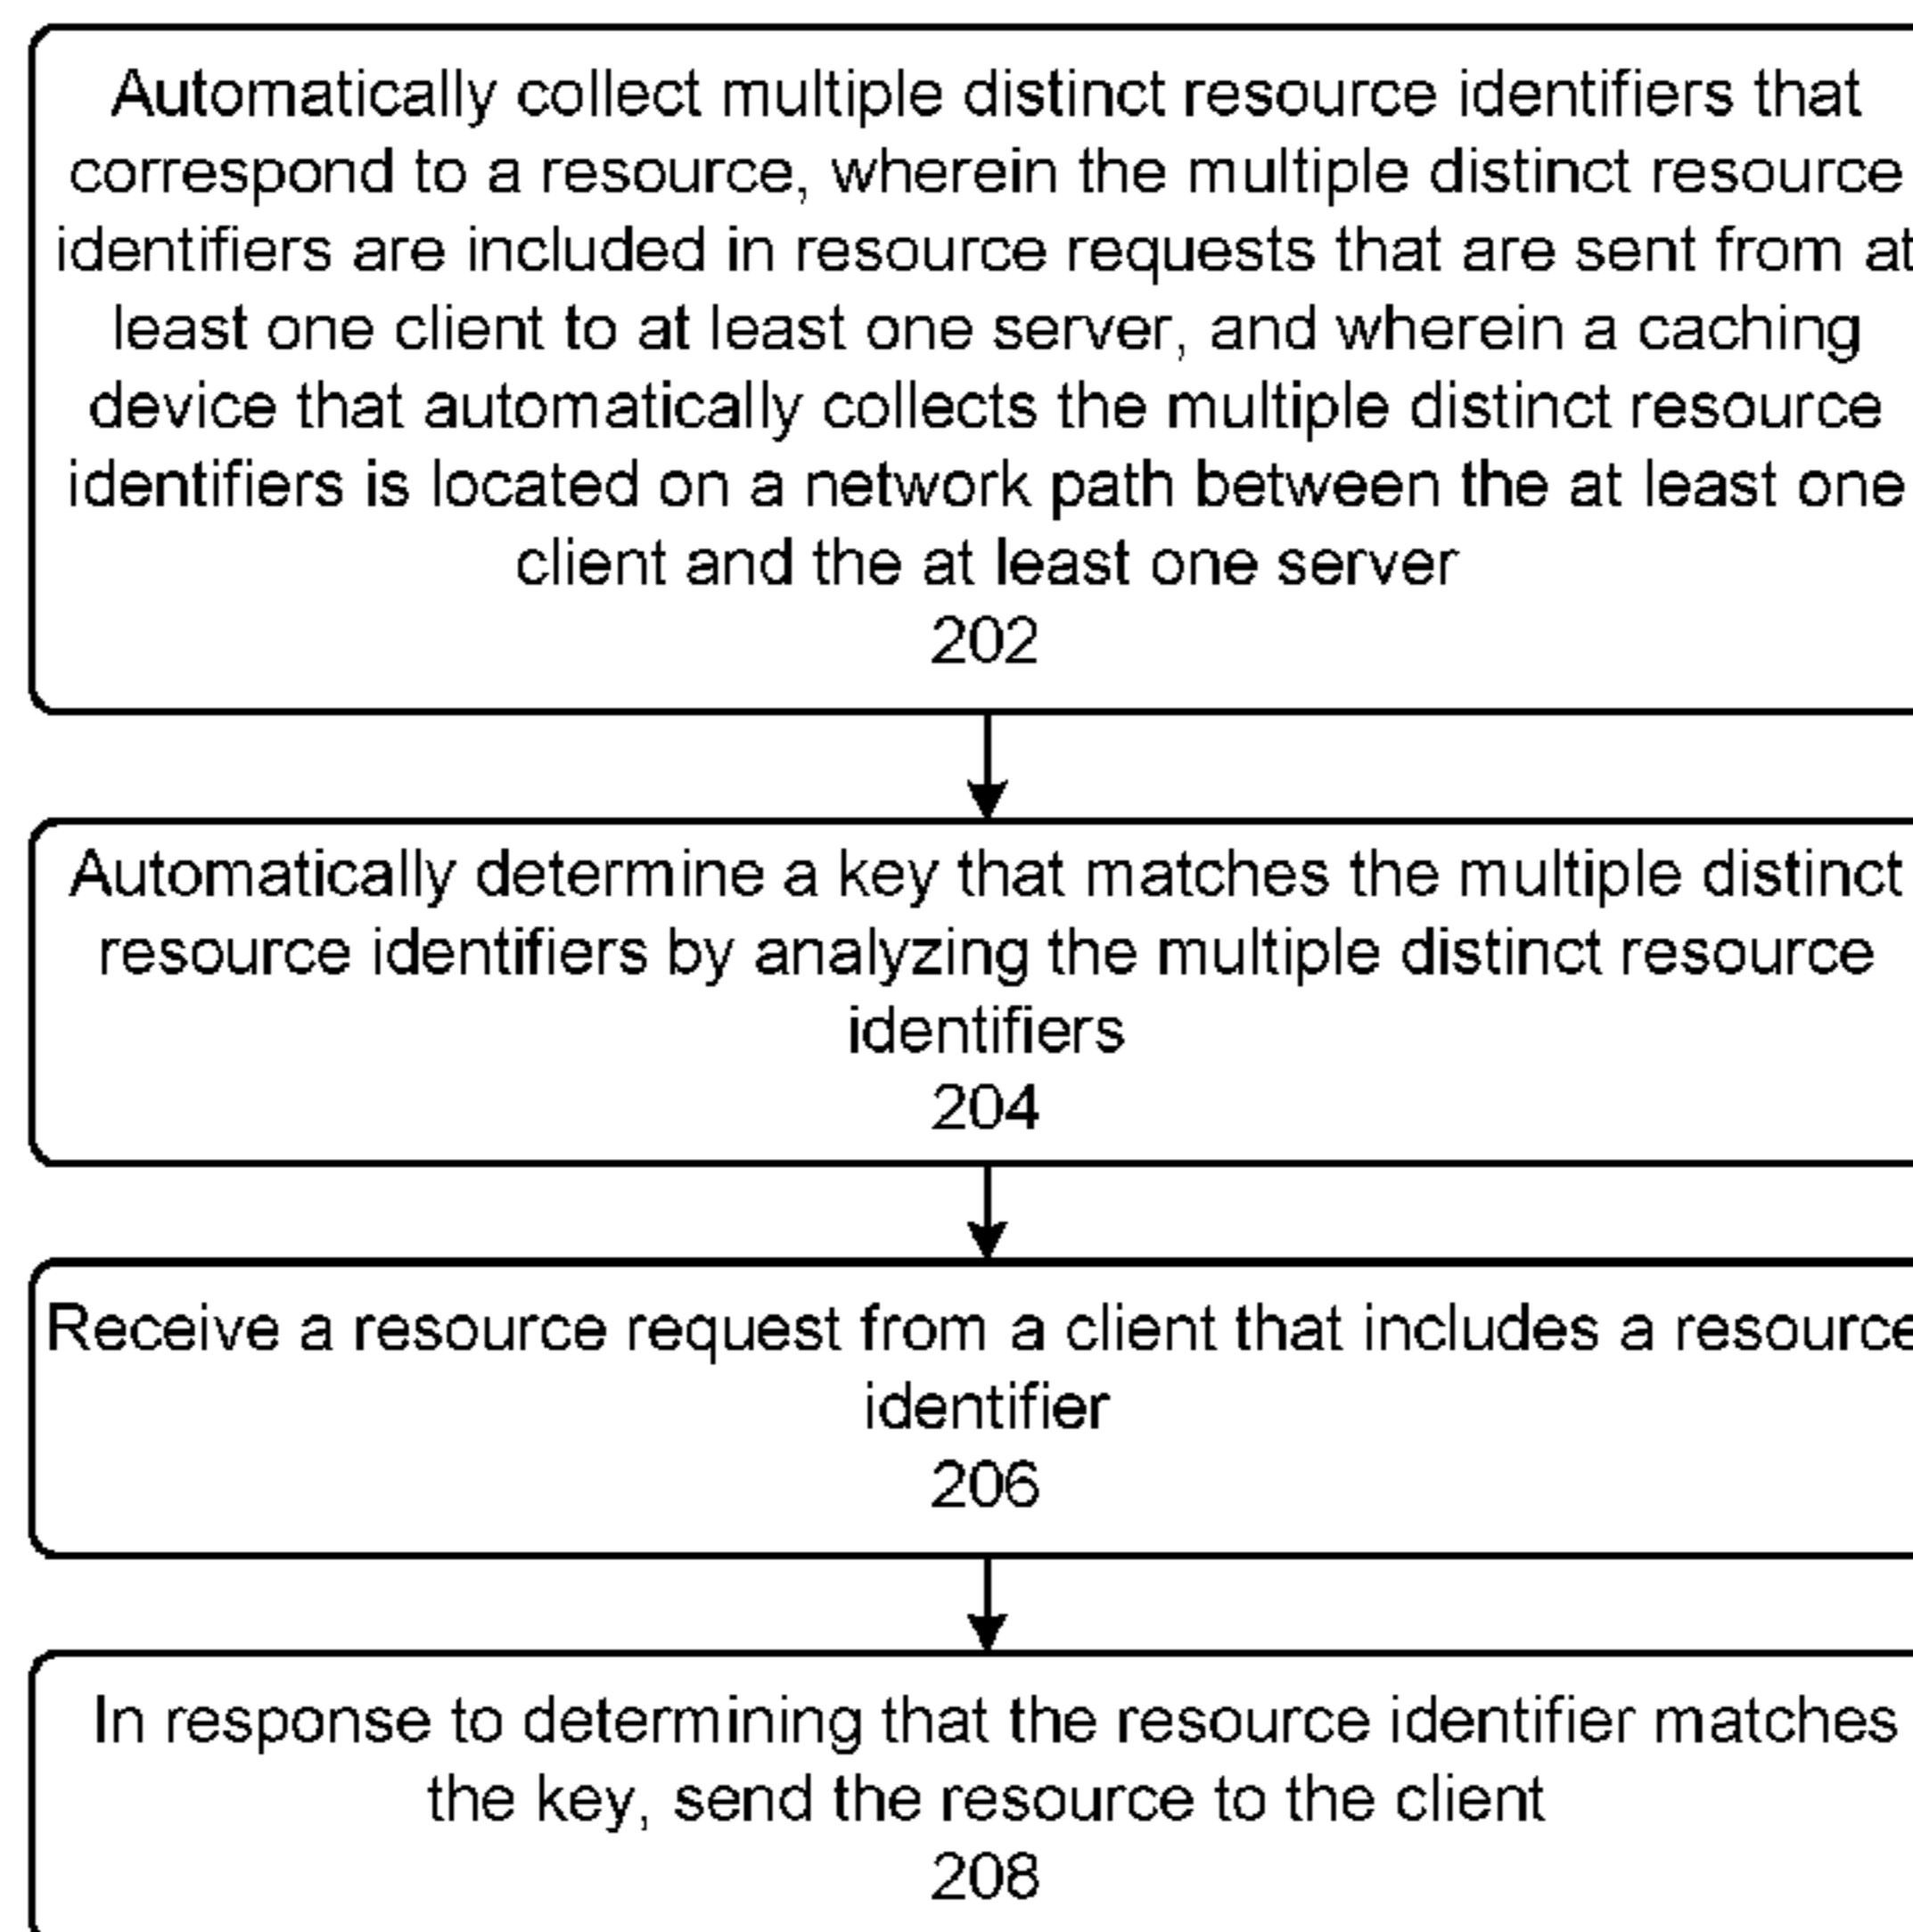 Automatically collect multiple distinct resource identifiers that
correspond to a resource, wherein the multiple distinct resource
identifiers are included in resource requests that are sent from at
least one client to at least one server, and wherein a caching
device that automatically collects the multiple distinct resource
identifiers is located on a network path between the at least one
client and the at least one server
202
Automatically determine a key that matches the multiple distinct
resource identifiers by analyzing the multiple distinct resource
identifiers
204
Receive a resource request from a client that includes a resource
identifier
206
In response to determining that the resource identifier matches
the key, send the resource to the client
208